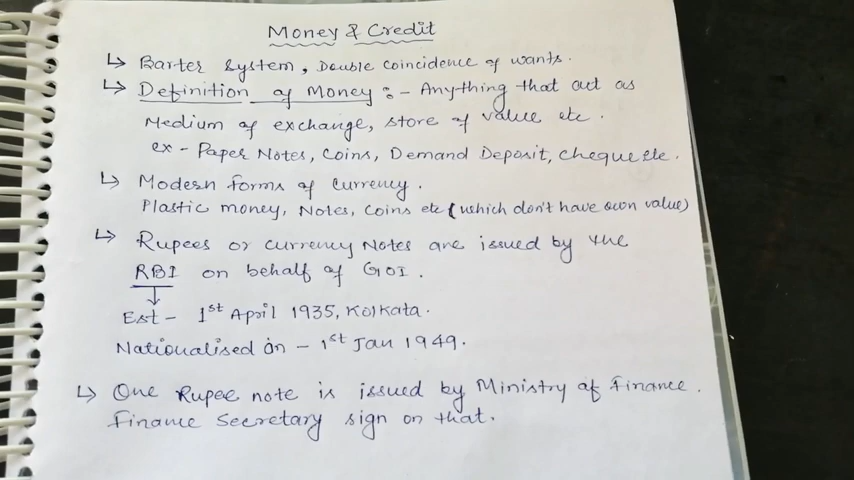 Money & Credit
↳ Barter System, Double coincidence of wants.
↳ Definition of Money :- Anything that act as
Medium of exchange, store of value etc.
ex - Paper Notes, Coins, Demand Deposit, Cheque etc.
↳ Modern forms of Currency.
Plastic money, Notes, Coins etc (which don't have own value)
↳ Rupees or currency Notes are issued by the
RBI on behalf of GOI.
↓
Est - 1st April 1935, Kolkata.
Nationalised on - 1st Jan 1949.
↳ One Rupee note is issued by Ministry of Finance.
Finance Secretary sign on that.